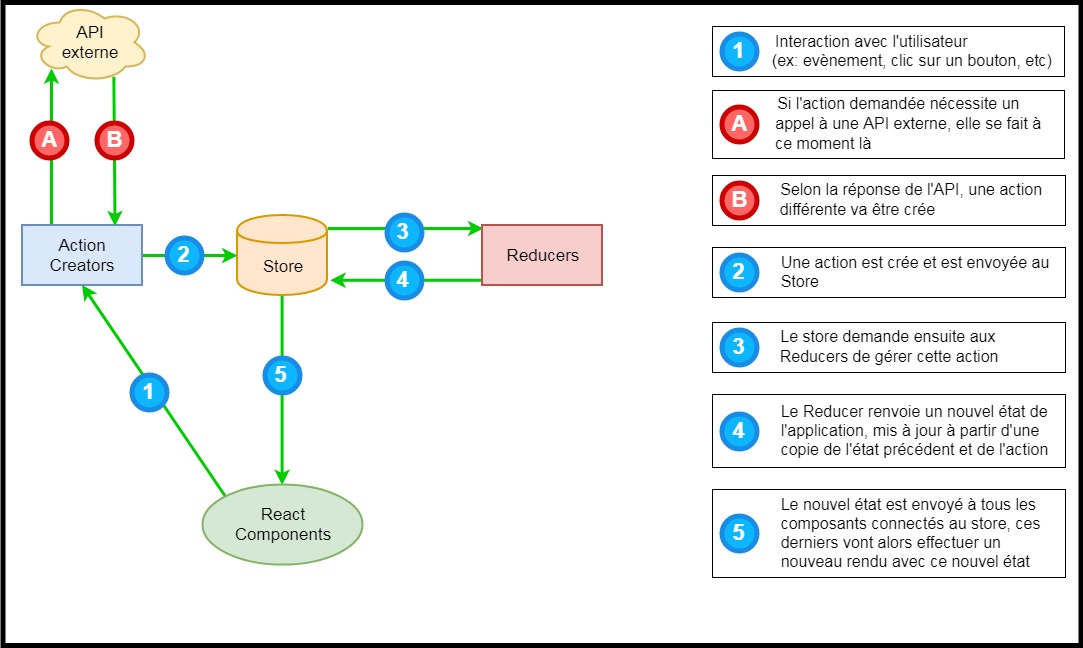 API
externe
A
B
Action
Creators
2
Store
3
4
Reducers
1
5
React
Components
1
Interaction avec l'utilisateur
(ex: evènement, clic sur un bouton, etc)
A
Si l'action demandée nécessite un
appel à une API externe, elle se fait à
ce moment là
B
Selon la réponse de l'API, une action
différente va être crée
2
Une action est crée et est envoyée au
Store
3
Le store demande ensuite aux
Reducers de gérer cette action
4
Le Reducer renvoie un nouvel état de
l'application, mis à jour à partir d'une
copie de l'état précédent et de l'action
5
Le nouvel état est envoyé à tous les
composants connectés au store, ces
derniers vont alors effectuer un
nouveau rendu avec ce nouvel état